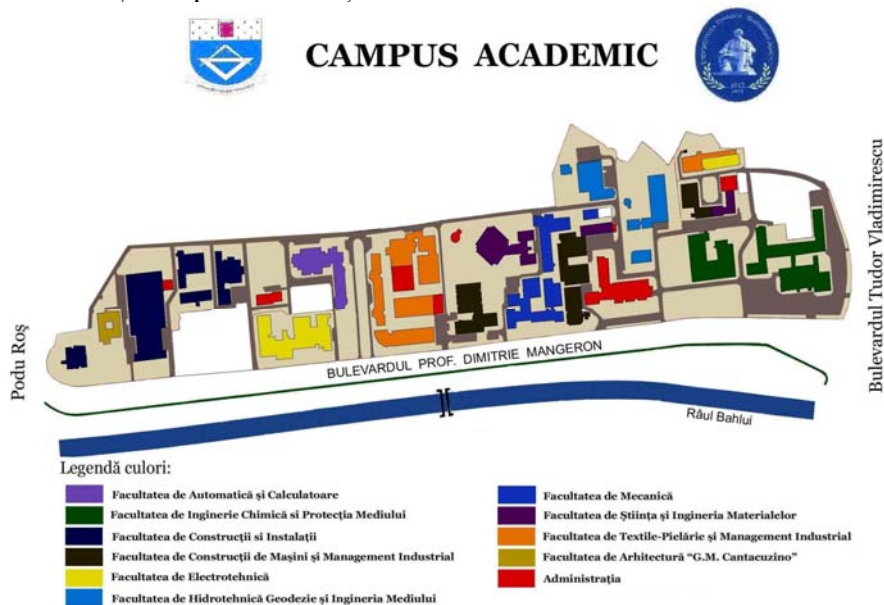 CAMPUS ACADEMIC
Podu Roş
Bulevardul Tudor Vladimirescu
BULEVARDUL PROF. DIMITRIE MANGERON
Râul Bahlui
Legendă culori:
Facultatea de Automatică și Calculatoare
Facultatea de Inginerie Chimică si Protecția Mediului
Facultatea de Construcții si Instalații
Facultatea de Construcții de Mașini și Management Industrial
Facultatea de Electrotehnică
Facultatea de Hidrotehnică Geodezie și Ingineria Mediului
Facultatea de Mecanică
Facultatea de Știința și Ingineria Materialelor
Facultatea de Textile-Pielărie și Management Industrial
Facultatea de Arhitectură “G.M. Cantacuzino”
Administrația